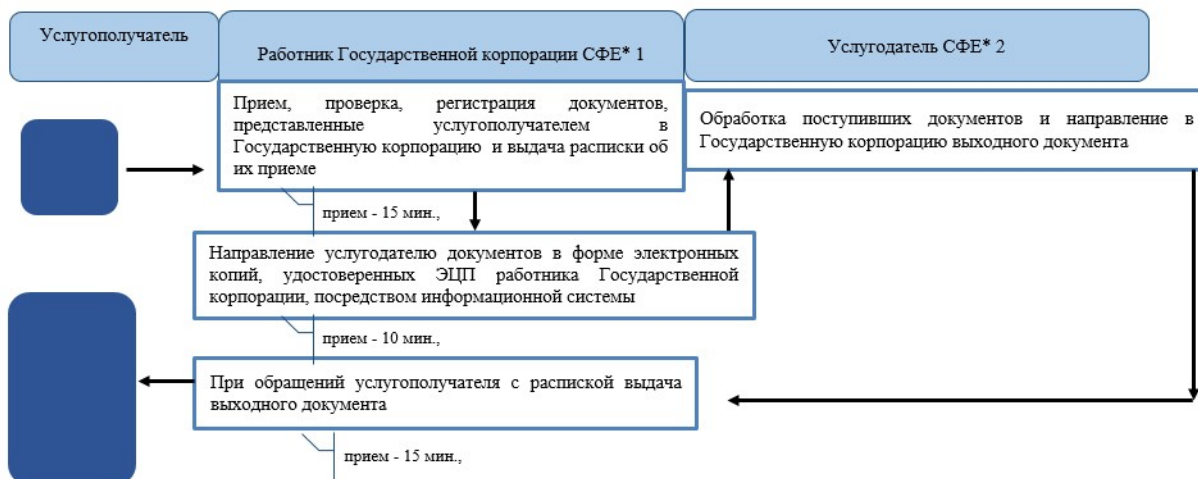 Услугополучатель
Работник Государственной корпорации СФЕ* 1
Услугодатель СФЕ* 2
Прием, проверка, регистрация документов,
представленные услугополучателем в
Государственную корпорацию и выдача расписки об
их приеме
Обработка поступивших документов и направление в
Государственную корпорацию выходного документа
прием - 15 мин.,
Направление услугодателю документов в форме электронных
копий, удостоверенных ЭЦП работника Государственной
корпорации, посредством информационной системы
прием - 10 мин.,
При обращений услугополучателя с распиской выдача
выходного документа
прием - 15 мин.,